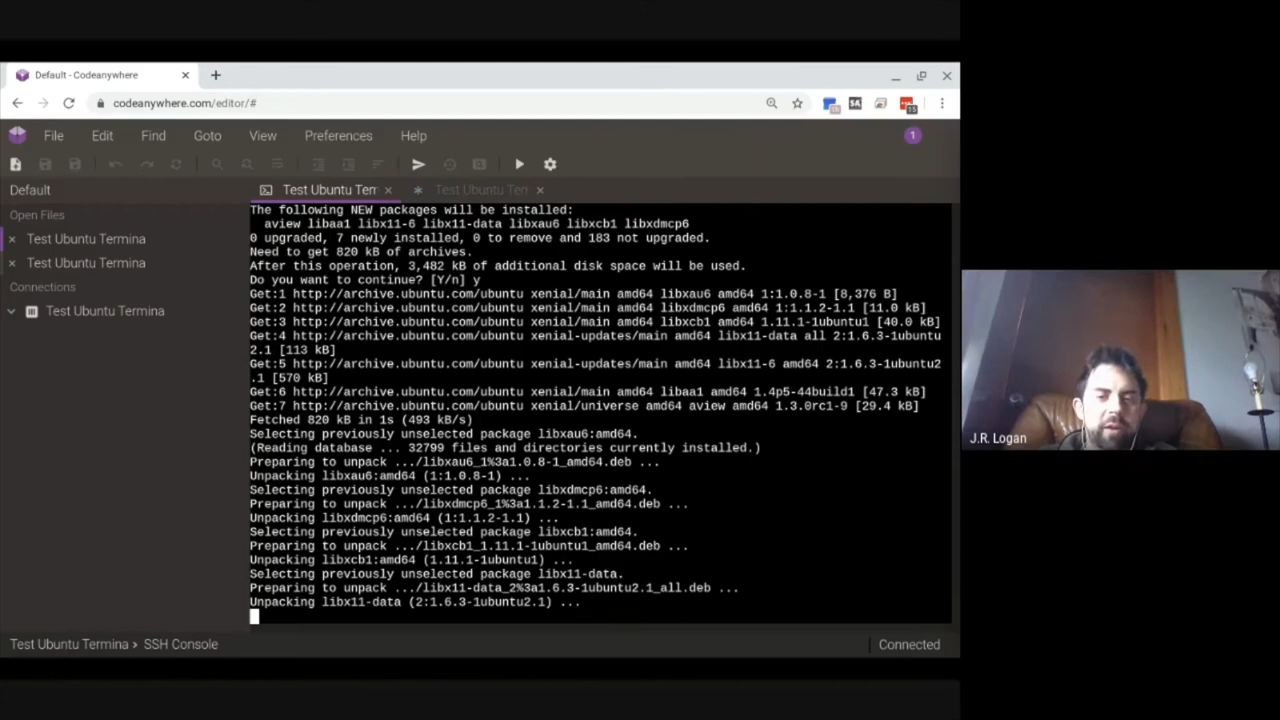 Default - Codeanywhere
codeanywhere.com/editor/#
File Edit Find Goto View Preferences Help
1
Default
Open Files
Test Ubuntu Termina
Test Ubuntu Termina
Connections
Test Ubuntu Termina
Test Ubuntu Terr
Test Ubuntu Terr
The following NEW packages will be installed:
aview libaa1 libx11-6 libx11-data libxau6 libxcb1 libxdmcp6
0 upgraded, 7 newly installed, 0 to remove and 183 not upgraded.
Need to get 820 kB of archives.
After this operation, 3,482 kB of additional disk space will be used.
Do you want to continue? [Y/n] y
Get:1 http://archive.ubuntu.com/ubuntu xenial/main amd64 libxau6 amd64 1:1.0.8-1 [8,376 B]
Get:2 http://archive.ubuntu.com/ubuntu xenial/main amd64 libxdmcp6 amd64 1:1.1.2-1.1 [11.0 kB]
Get:3 http://archive.ubuntu.com/ubuntu xenial/main amd64 libxcb1 amd64 1.11.1-1ubuntu1 [40.0 kB]
Get:4 http://archive.ubuntu.com/ubuntu xenial-updates/main amd64 libx11-data all 2:1.6.3-1ubuntu
2.1 [113 kB]
Get:5 http://archive.ubuntu.com/ubuntu xenial-updates/main amd64 libx11-6 amd64 2:1.6.3-1ubuntu2
.1 [570 kB]
Get:6 http://archive.ubuntu.com/ubuntu xenial/main amd64 libaa1 amd64 1.4p5-44build1 [47.3 kB]
Get:7 http://archive.ubuntu.com/ubuntu xenial/universe amd64 aview amd64 1.3.0rc1-9 [29.4 kB]
Fetched 820 kB in 1s (493 kB/s)
Selecting previously unselected package libxau6:amd64.
(Reading database ... 32799 files and directories currently installed.)
Preparing to unpack .../libxau6_1%3a1.0.8-1_amd64.deb ...
Unpacking libxau6:amd64 (1:1.0.8-1) ...
Selecting previously unselected package libxdmcp6:amd64.
Preparing to unpack .../libxdmcp6_1%3a1.1.2-1.1_amd64.deb ...
Unpacking libxdmcp6:amd64 (1:1.1.2-1.1) ...
Selecting previously unselected package libxcb1:amd64.
Preparing to unpack .../libxcb1_1.11.1-1ubuntu1_amd64.deb ...
Unpacking libxcb1:amd64 (1.11.1-1ubuntu1) ...
Selecting previously unselected package libx11-data.
Preparing to unpack .../libx11-data_2%3a1.6.3-1ubuntu2.1_all.deb ...
Unpacking libx11-data (2:1.6.3-1ubuntu2.1) ...
Test Ubuntu Termina › SSH Console
Connected
J.R. Logan